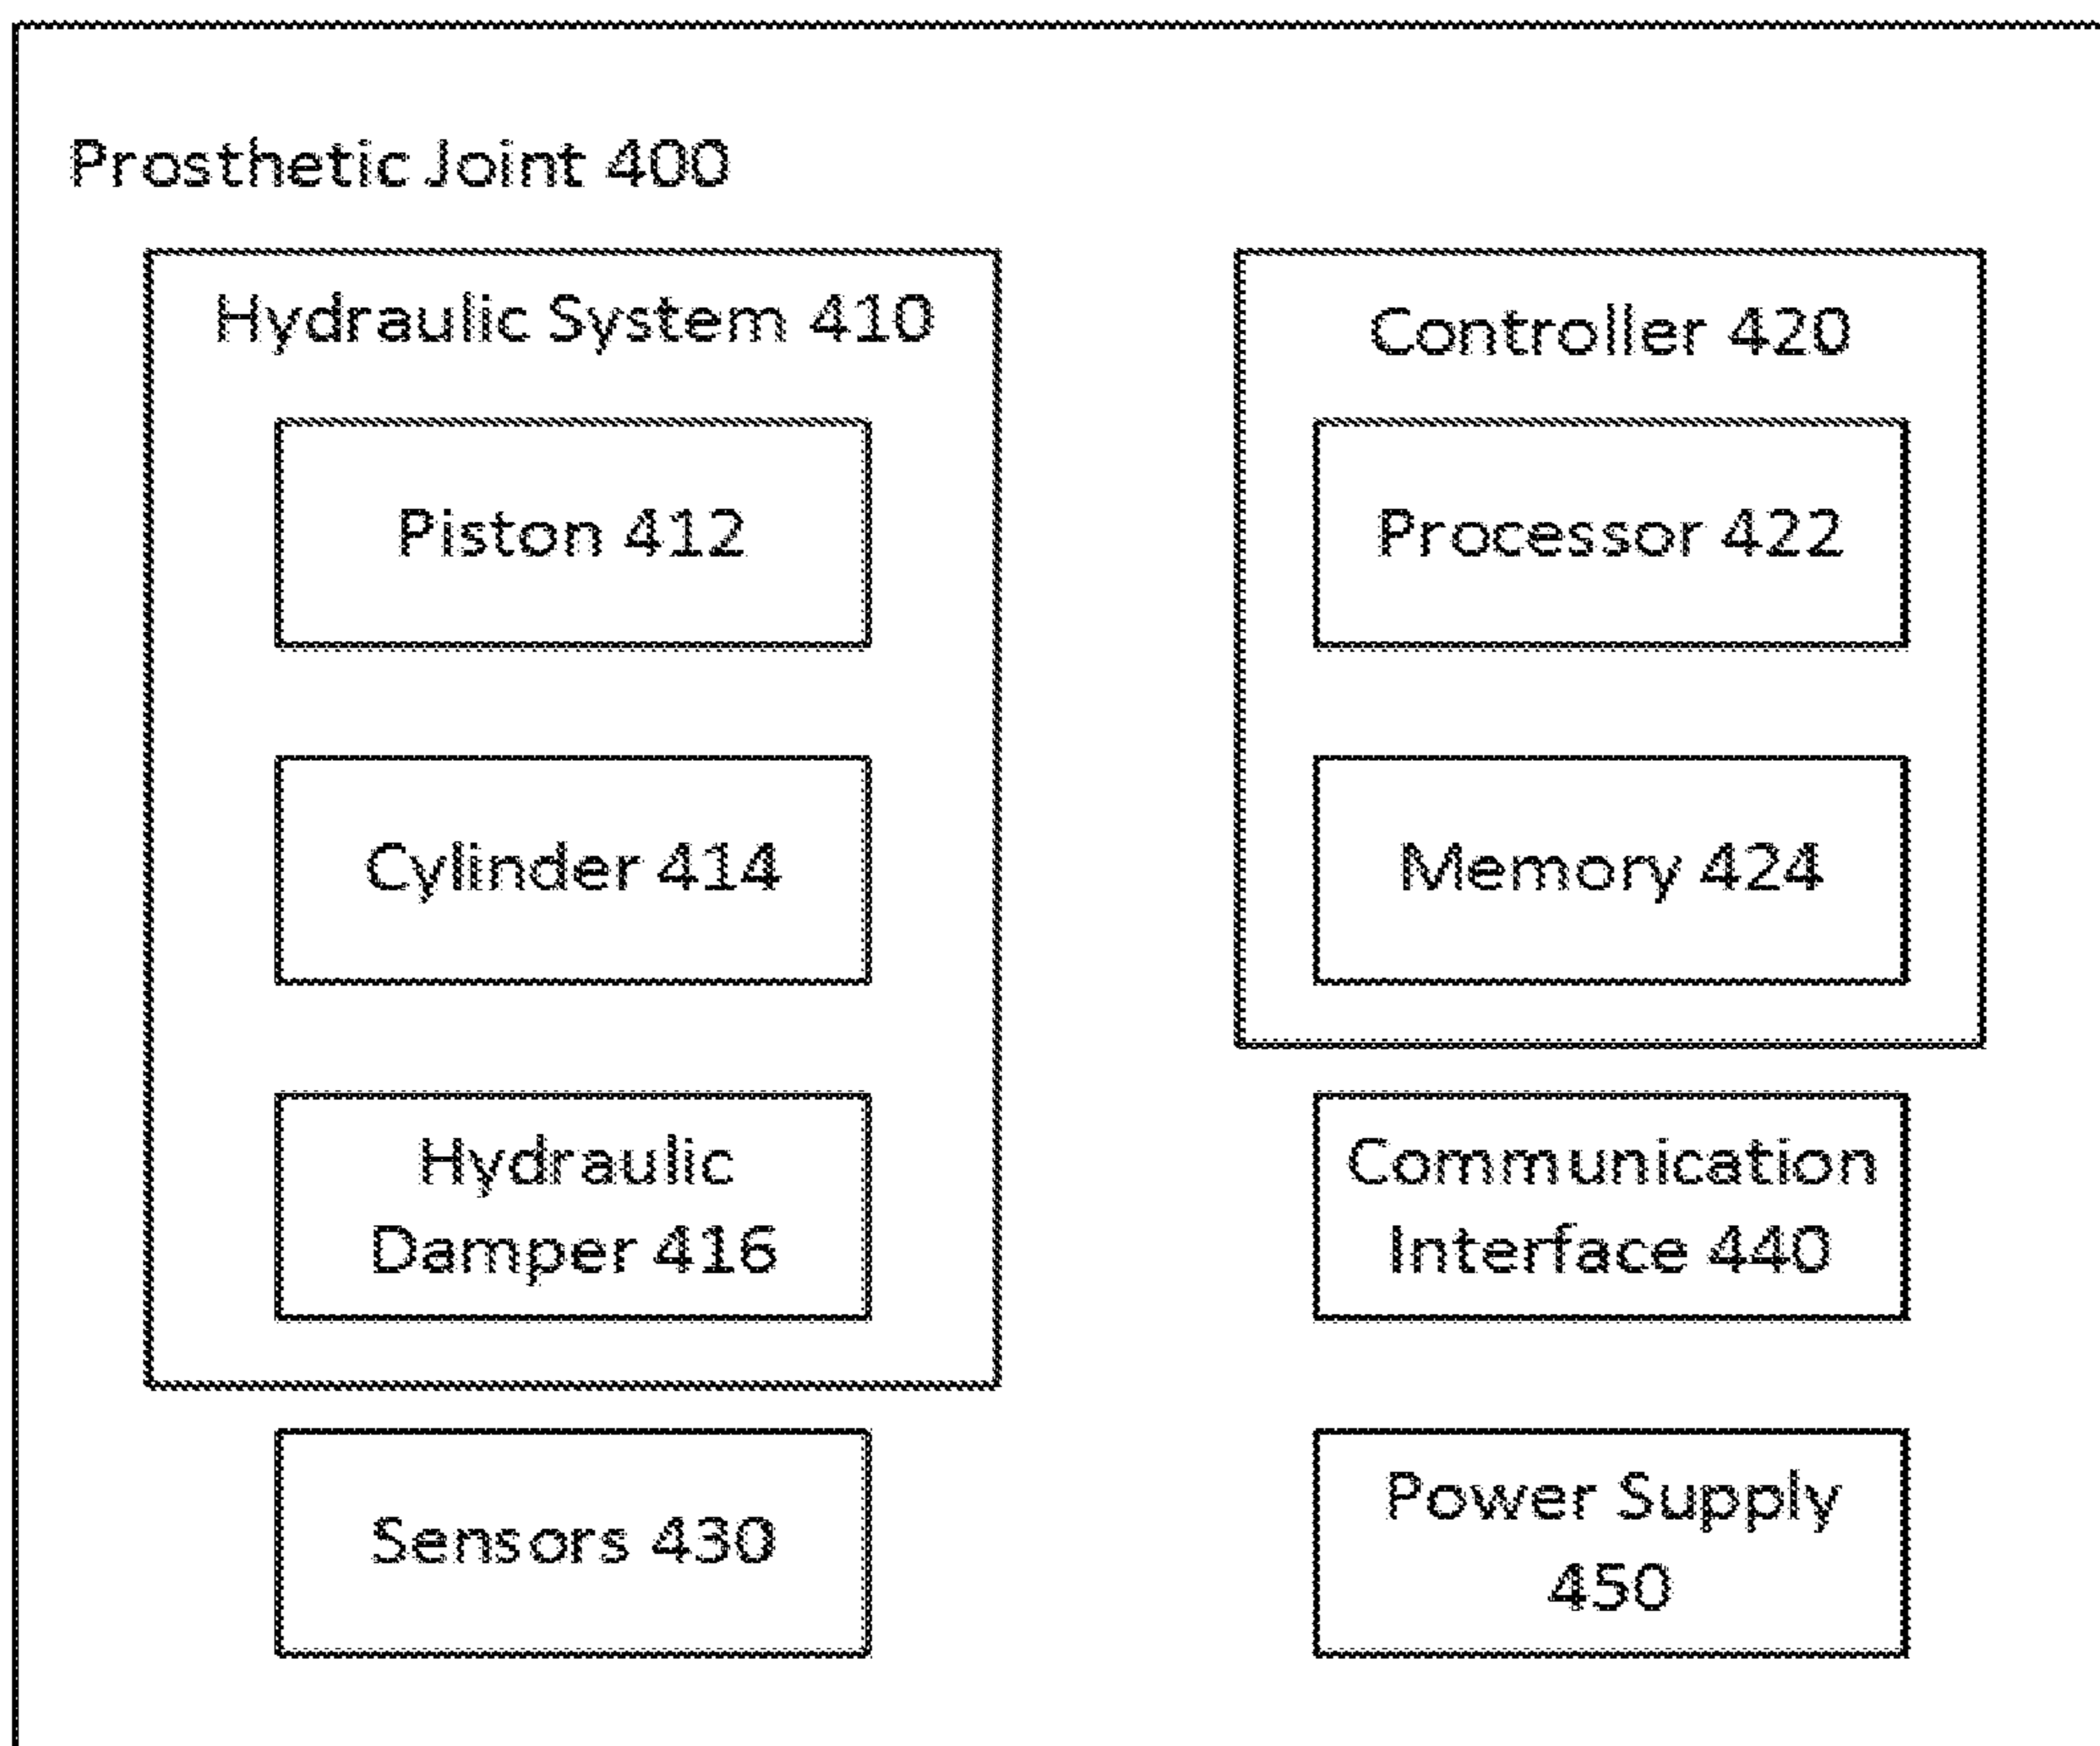 Prosthetic Joint 400
Hydraulic System 410
Piston 412
Cylinder 414
Hydraulic
Damper 416
Sensors 430
Controller 420
Processor 422
Memory 424
Communication
Interface 440
Power Supply
450